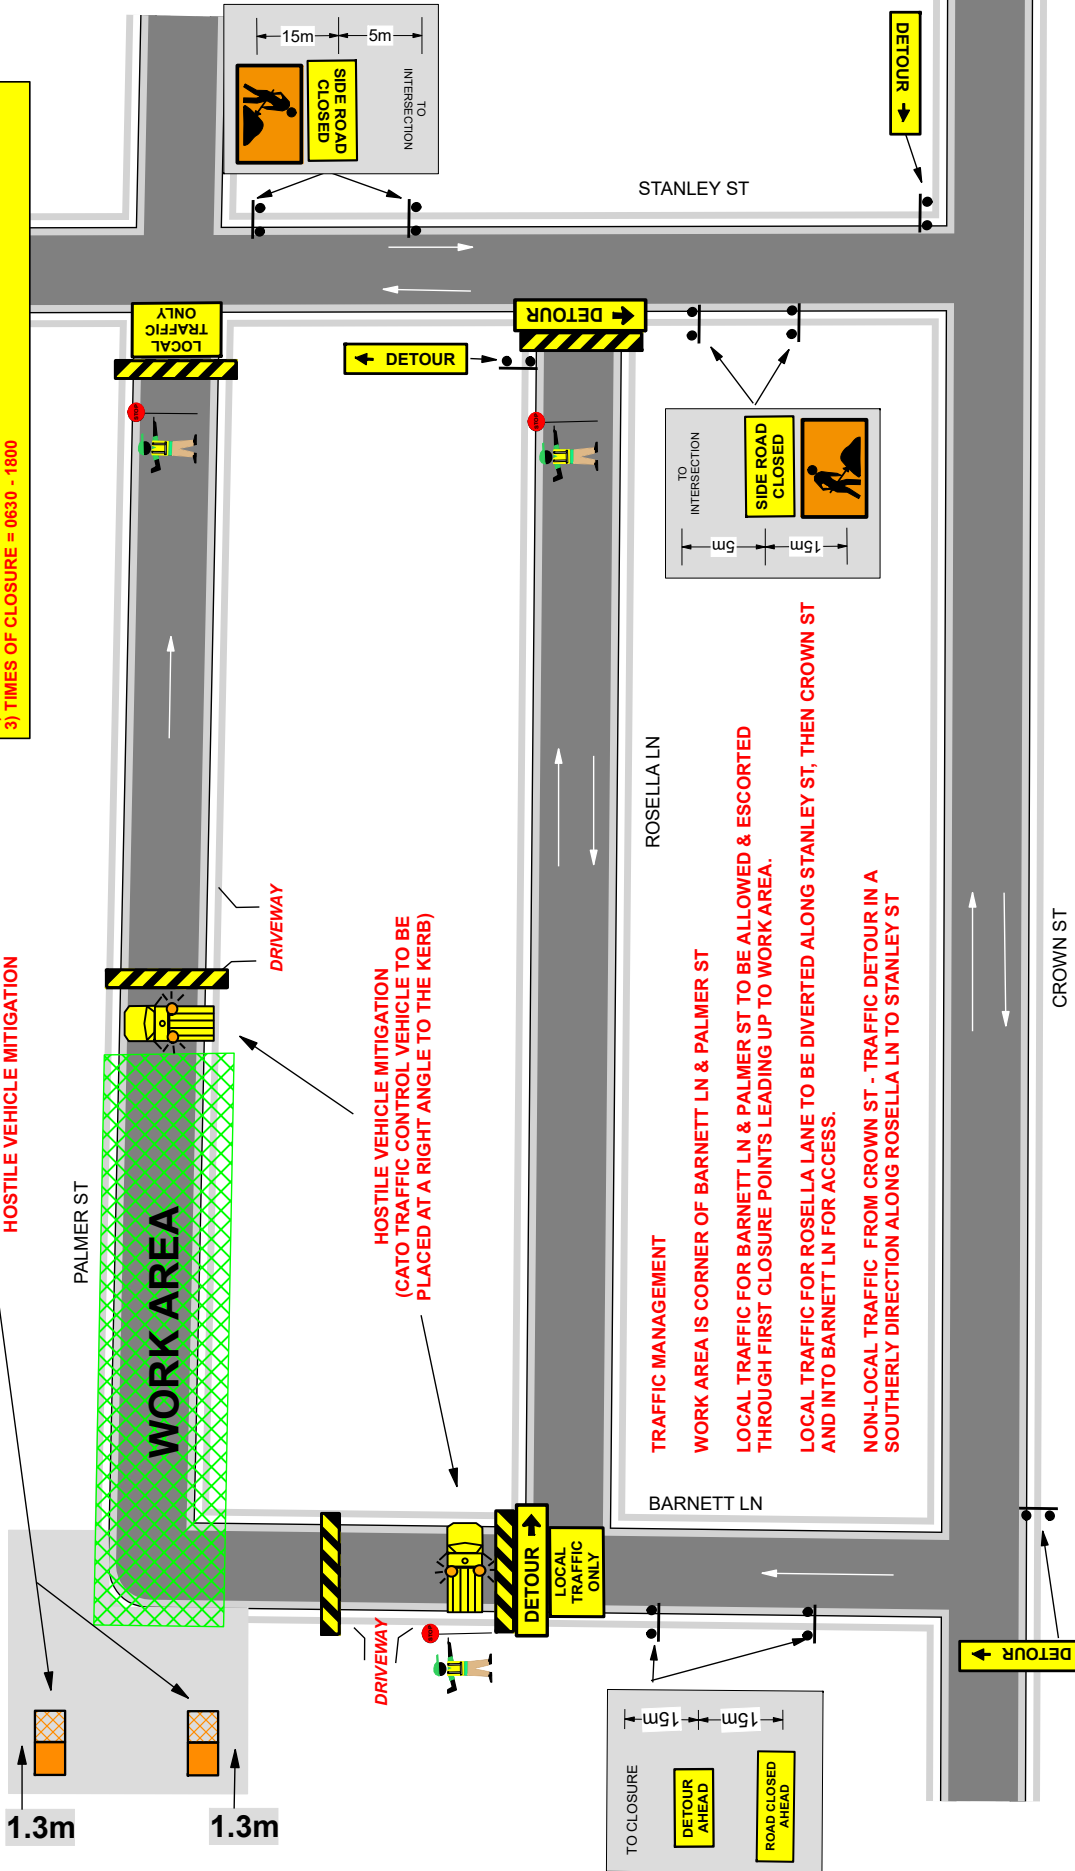 3) TIMES OF CLOSURE = 0630 - 1800
HOSTILE VEHICLE MITIGATION
15m
5m
SIDE ROAD
CLOSED
TO
INTERSECTION
DETOUR
STANLEY ST
LOCAL
TRAFFIC
ONLY
DETOUR
DETOUR
STOP
STOP
TO
INTERSECTION
SIDE ROAD
CLOSED
5m
15m
PALMER ST
WORK AREA
DRIVEWAY
HOSTILE VEHICLE MITIGATION
(CATO TRAFFIC CONTROL VEHICLE TO BE
PLACED AT A RIGHT ANGLE TO THE KERB)
ROSELLA LN
TRAFFIC MANAGEMENT
WORK AREA IS CORNER OF BARNETT LN & PALMER ST
LOCAL TRAFFIC FOR BARNETT LN & PALMER ST TO BE ALLOWED & ESCORTED
THROUGH FIRST CLOSURE POINTS LEADING UP TO WORK AREA.
LOCAL TRAFFIC FOR ROSELLA LANE TO BE DIVERTED ALONG STANLEY ST, THEN CROWN ST
AND INTO BARNETT LN FOR ACCESS.
NON-LOCAL TRAFFIC FROM CROWN ST - TRAFFIC DETOUR IN A
SOUTHERLY DIRECTION ALONG ROSELLA LN TO STANLEY ST
CROWN ST
BARNETT LN
DETOUR
LOCAL
TRAFFIC
ONLY
STOP
DRIVEWAY
DETOUR
1.3m
1.3m
TO CLOSURE
15m
15m
DETOUR
AHEAD
ROAD CLOSED
AHEAD